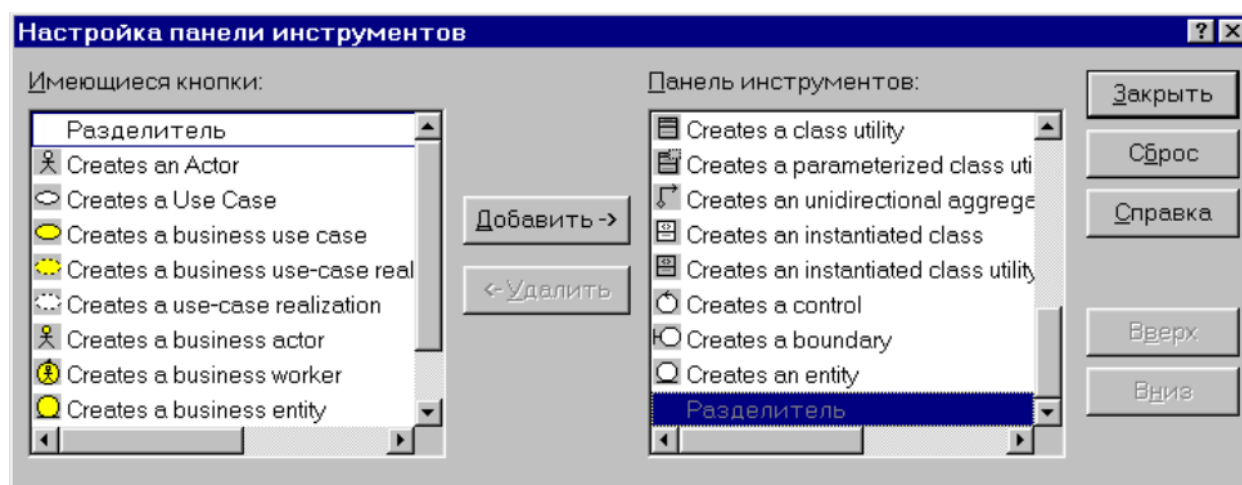 Настройка панели инструментов
Имеющиеся кнопки:
Разделитель
Creates an Actor
Creates a Use Case
Creates a business use case
Creates a business use-case real
Creates a use-case realization
Creates a business actor
Creates a business worker
Creates a business entity
Добавить ->
<- Удалить
Панель инструментов:
Creates a class utility
Creates a parameterized class uti
Creates an unidirectional aggrega
Creates an instantiated class
Creates an instantiated class utility
Creates a control
Creates a boundary
Creates an entity
Разделитель
Закрыть
Сброс
Справка
Вверх
Вниз